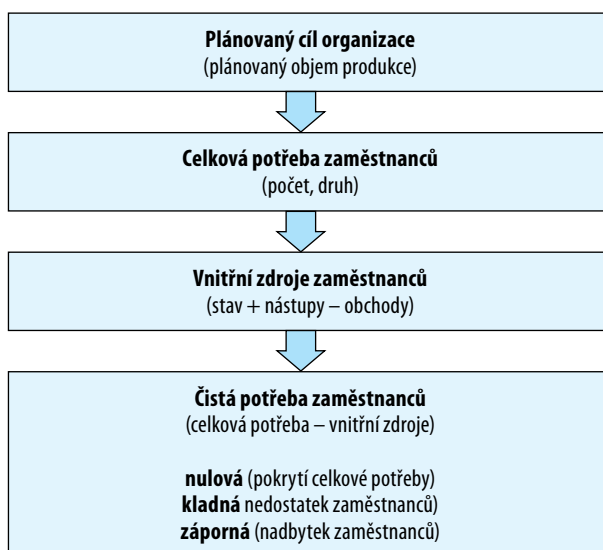 Plánovaný cíl organizace
(plánovaný objem produkce)
Celková potřeba zaměstnanců
(počet, druh)
Vnitřní zdroje zaměstnanců
(stav + nástupy – obchody)
Čistá potřeba zaměstnanců
(celková potřeba – vnitřní zdroje)
nulová (pokrytí celkové potřeby)
kladná nedostatek zaměstnanců)
záporná (nadbytek zaměstnanců)